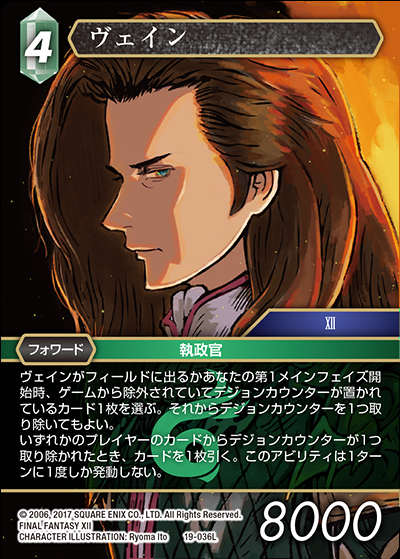 4
ヴェイン
XII
フォワード
執政官
ヴェインがフィールドに出るかあなたの第1メインフェイズ開
始時、ゲームから除外されていてデジョンカウンターが置かれ
ているカード1枚を選ぶ。それからデジョンカウンターを1つ取
り除いてもよい。
いずれかのプレイヤーのカードからデジョンカウンターが1つ
取り除かれたとき、カードを1枚引く。このアビリティは1ター
ンに1度しか発動しない。
© 2006, 2017 SQUARE ENIX CO., LTD. All Rights Reserved.
FINAL FANTASY XII
CHARACTER ILLUSTRATION: Ryoma Ito
19-036L
8000